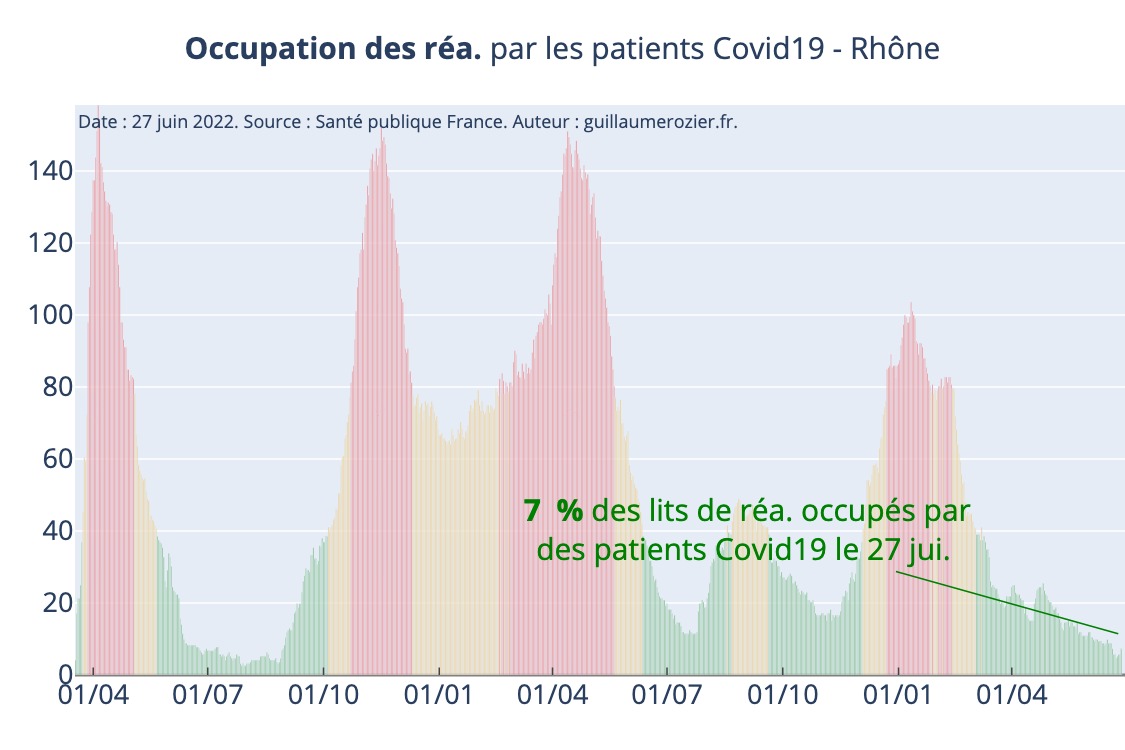 Occupation des réa. par les patients Covid19 - Rhône
Date : 27 juin 2022. Source : Santé publique France. Auteur : guillaumerozier.fr.
140
120
100
80
60
7 % des lits de réa. occupés par
40
des patients Covid19 le 27 jui.
20
0
01/04 01/07 01/10 01/01 01/04 01/07 01/10 01/01 01/04